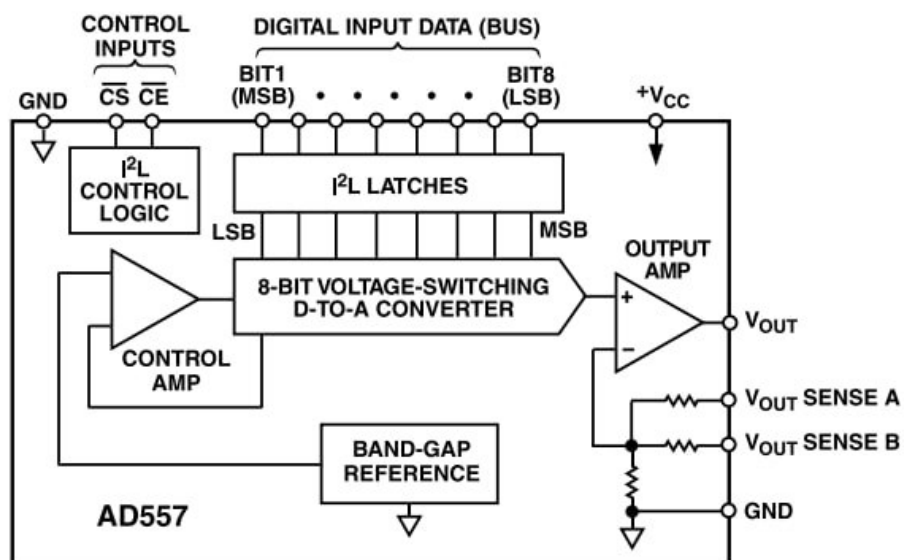 CONTROL INPUTS
DIGITAL INPUT DATA (BUS)
GND
C̅S̅
C̅E̅
BIT1 (MSB)
BIT8 (LSB)
+VCC
I²L CONTROL LOGIC
I²L LATCHES
LSB
MSB
8-BIT VOLTAGE-SWITCHING
D-TO-A CONVERTER
OUTPUT AMP
CONTROL AMP
VOUT
VOUT SENSE A
VOUT SENSE B
BAND-GAP REFERENCE
GND
AD557